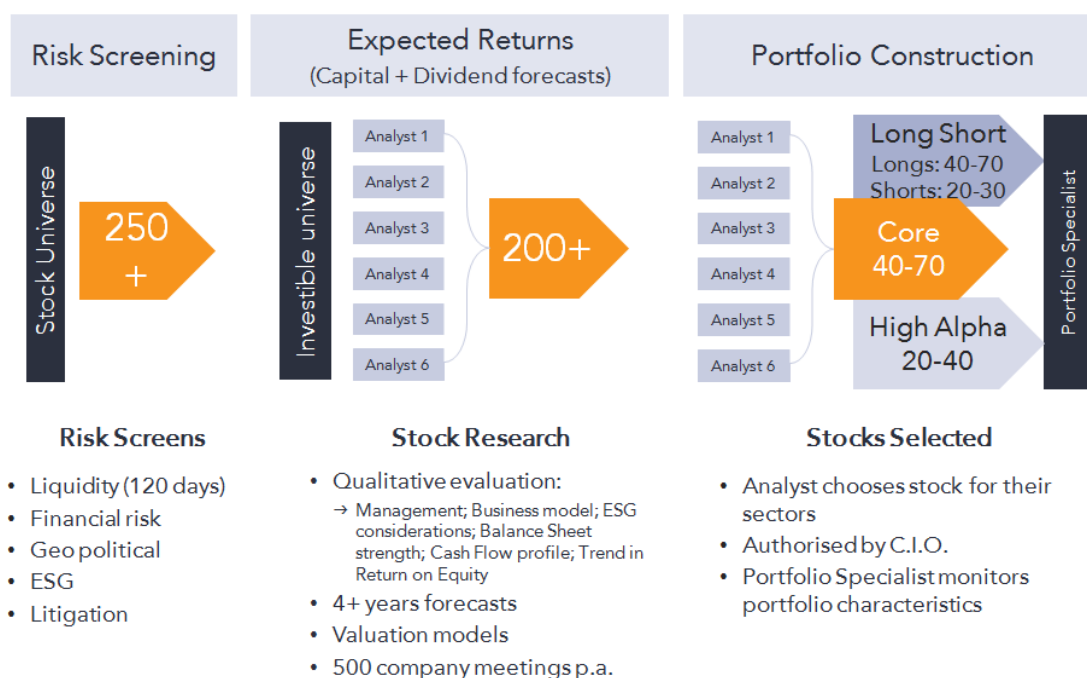 Risk Screening
Expected Returns
(Capital + Dividend forecasts)
Portfolio Construction
Stock Universe
250
+
Investible universe
Analyst 1
Analyst 2
Analyst 3
Analyst 4
Analyst 5
Analyst 6
200+
Analyst 1
Analyst 2
Analyst 3
Analyst 4
Analyst 5
Analyst 6
Long Short
Longs: 40-70
Shorts: 20-30
Core
40-70
High Alpha
20-40
Portfolio Specialist
Risk Screens
• Liquidity (120 days)
• Financial risk
• Geo political
• ESG
• Litigation
Stock Research
• Qualitative evaluation:
→ Management; Business model; ESG
considerations; Balance Sheet
strength; Cash Flow profile; Trend in
Return on Equity
• 4+ years forecasts
• Valuation models
• 500 company meetings p.a.
Stocks Selected
• Analyst chooses stock for their
sectors
• Authorised by C.I.O.
• Portfolio Specialist monitors
portfolio characteristics